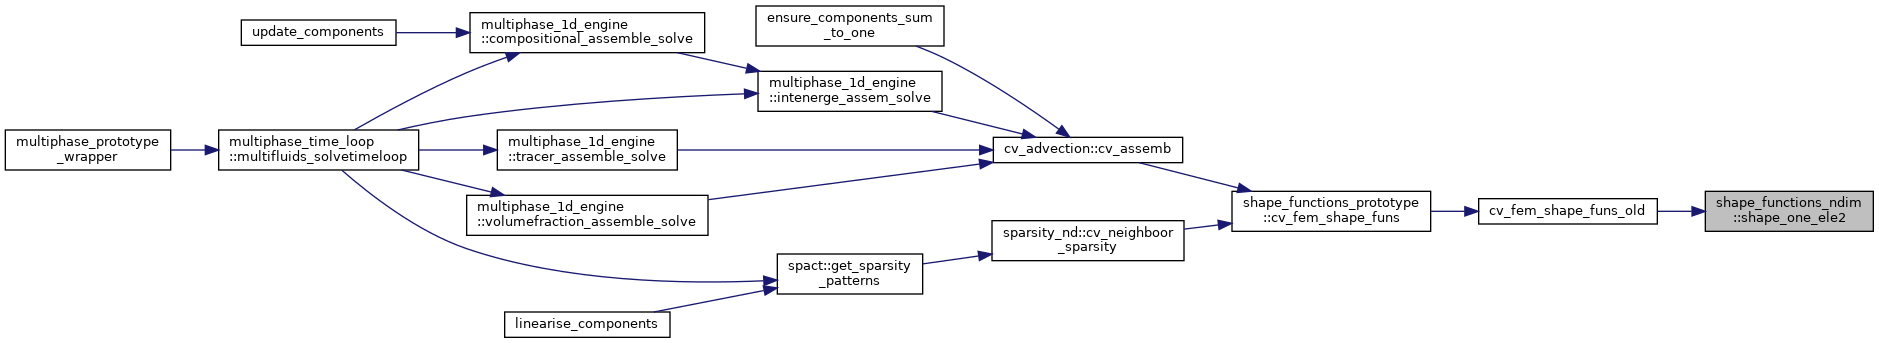 ensure_components_sum
_to_one
multiphase_1d_engine
::compositional_assemble_solve
update_components
multiphase_1d_engine
::intenerge_assem_solve
multiphase_prototype
_wrapper
multiphase_time_loop
::multifluids_solvetimeloop
multiphase_1d_engine
::tracer_assemble_solve
cv_advection::cv_assemb
multiphase_1d_engine
::volumefraction_assemble_solve
shape_functions_prototype
::cv_fem_shape_funs
cv_fem_shape_funs_old
shape_functions_ndim
::shape_one_ele2
sparsity_nd::cv_neighboor
_sparsity
spact::get_sparsity
_patterns
linearise_components